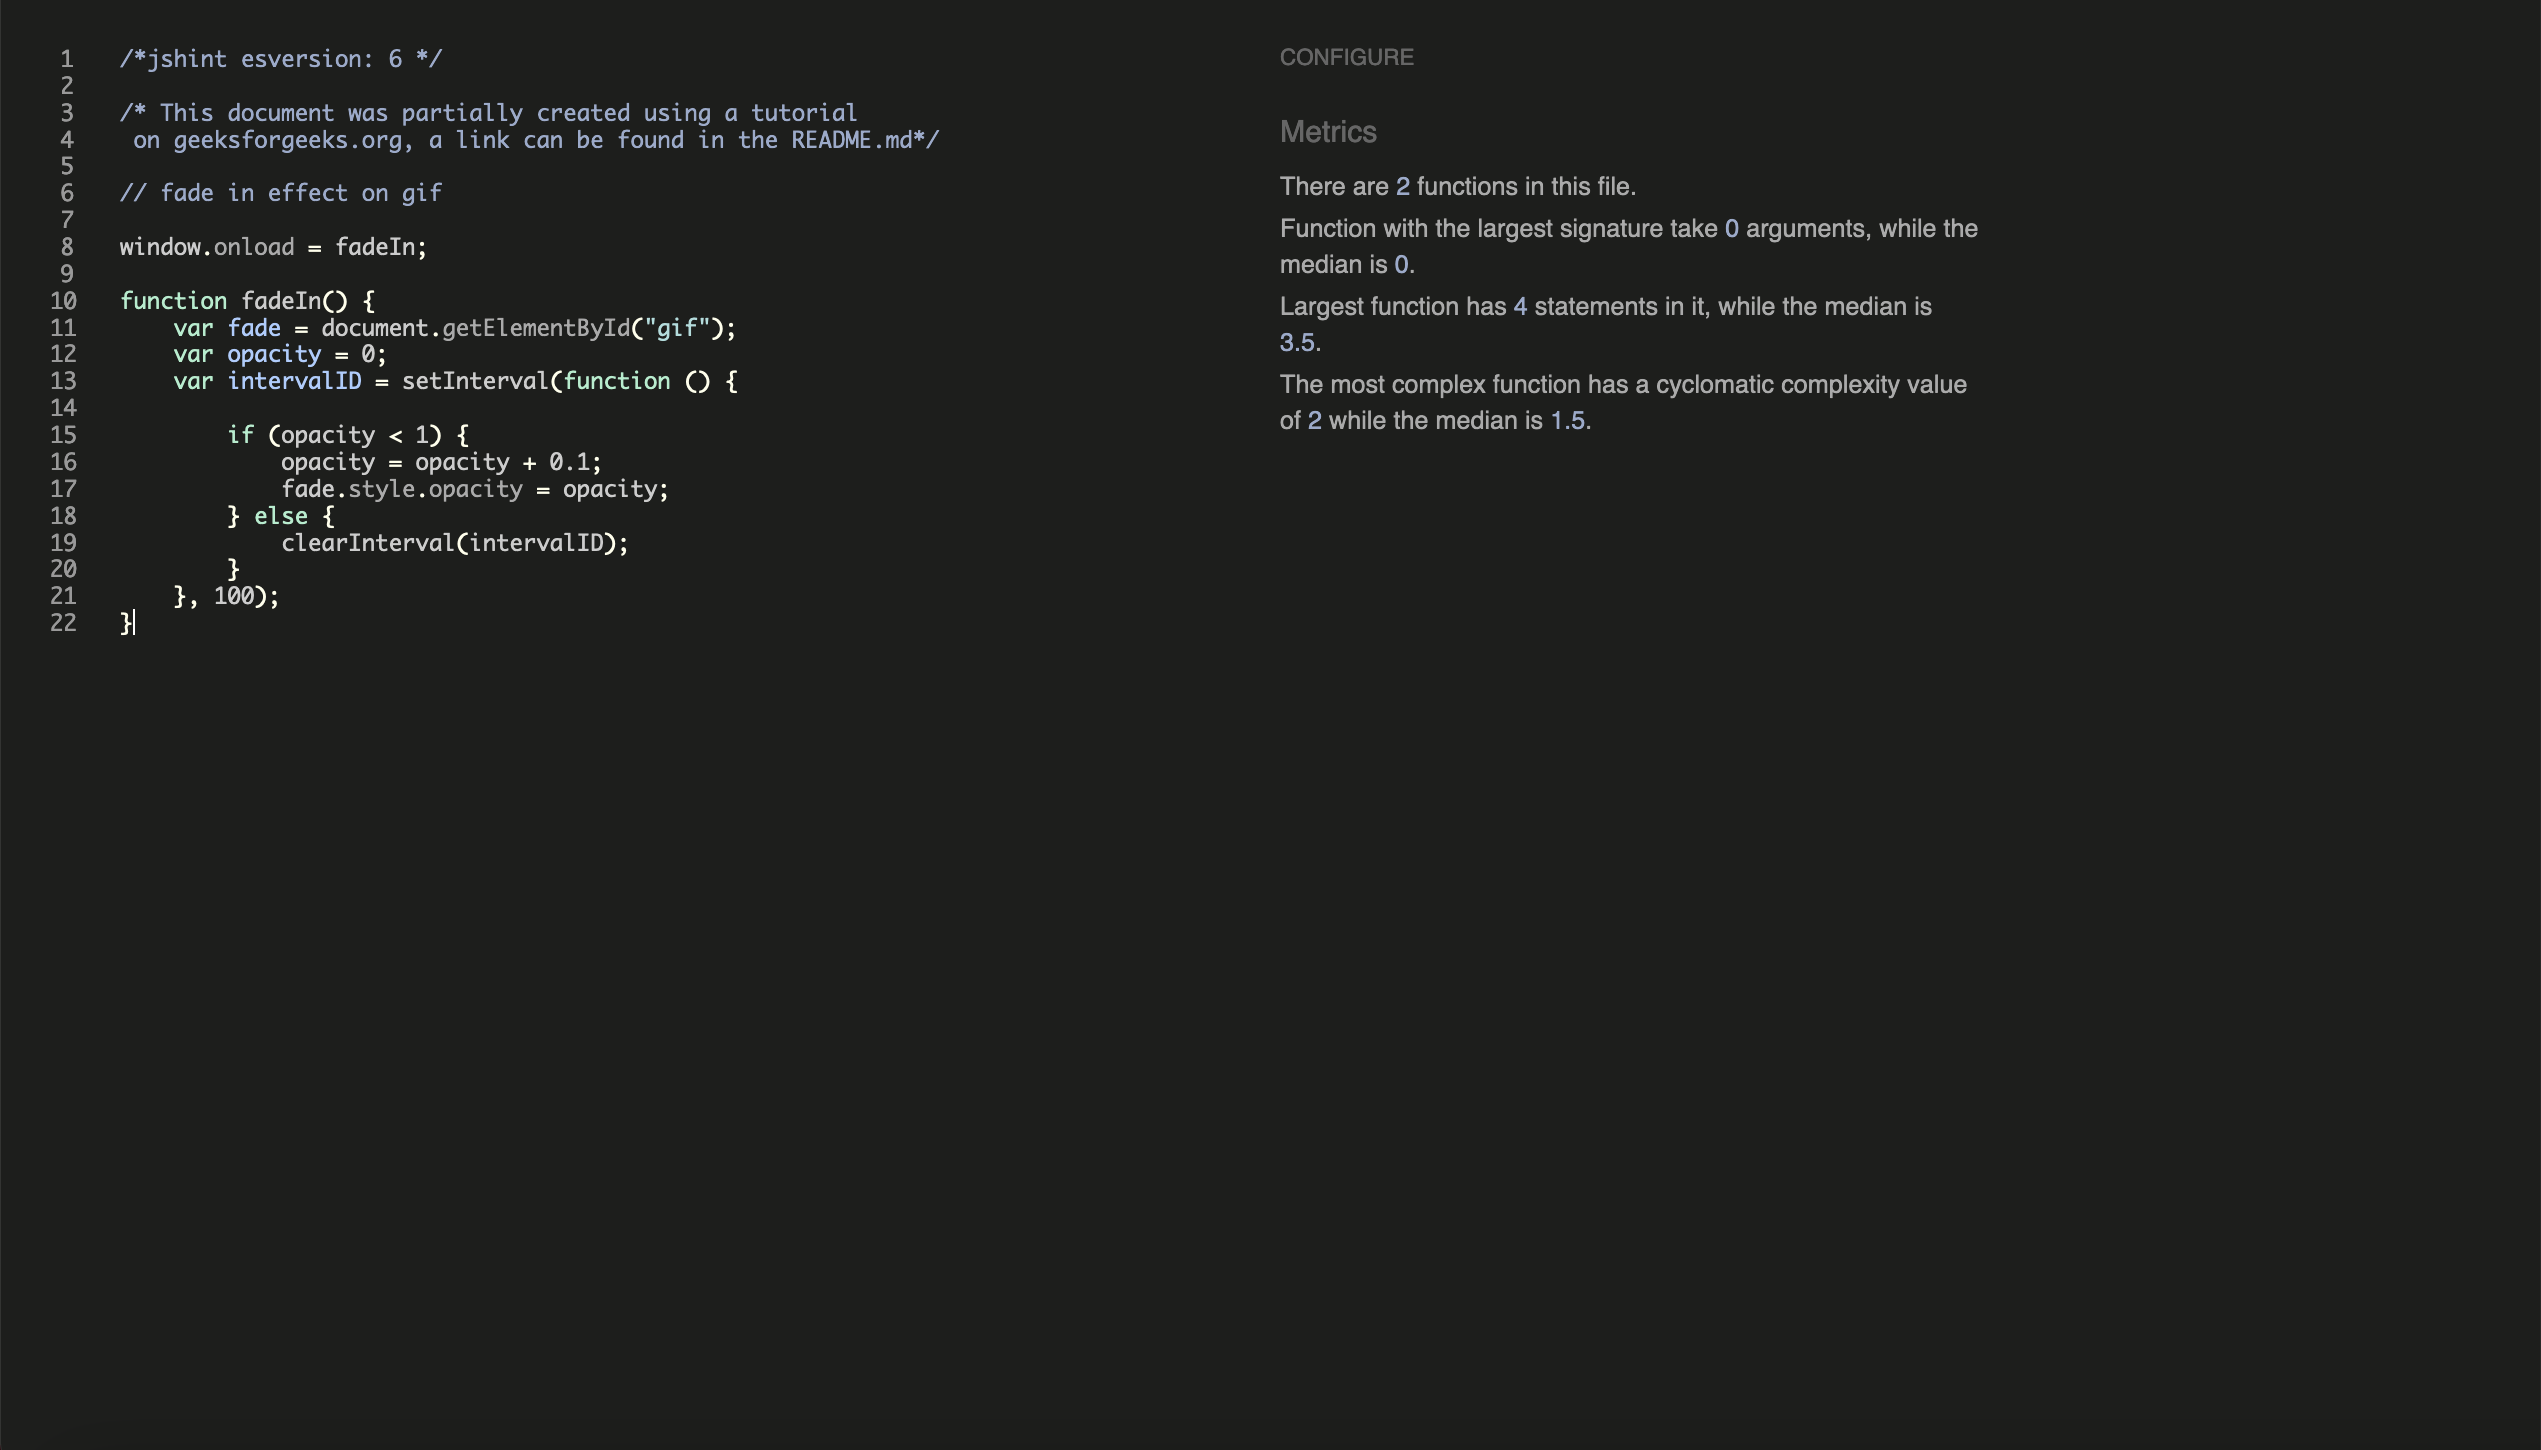 1 /*jshint esversion: 6 */
2
3 /* This document was partially created using a tutorial
4  on geeksforgeeks.org, a link can be found in the README.md*/
5
6 // fade in effect on gif
7
8 window.onload = fadeIn;
9
10 function fadeIn() {
11     var fade = document.getElementById("gif");
12     var opacity = 0;
13     var intervalID = setInterval(function () {
14
15         if (opacity < 1) {
16             opacity = opacity + 0.1;
17             fade.style.opacity = opacity;
18         } else {
19             clearInterval(intervalID);
20         }
21     }, 100);
22 }
CONFIGURE
Metrics
There are 2 functions in this file.
Function with the largest signature take 0 arguments, while the
median is 0.
Largest function has 4 statements in it, while the median is
3.5.
The most complex function has a cyclomatic complexity value
of 2 while the median is 1.5.